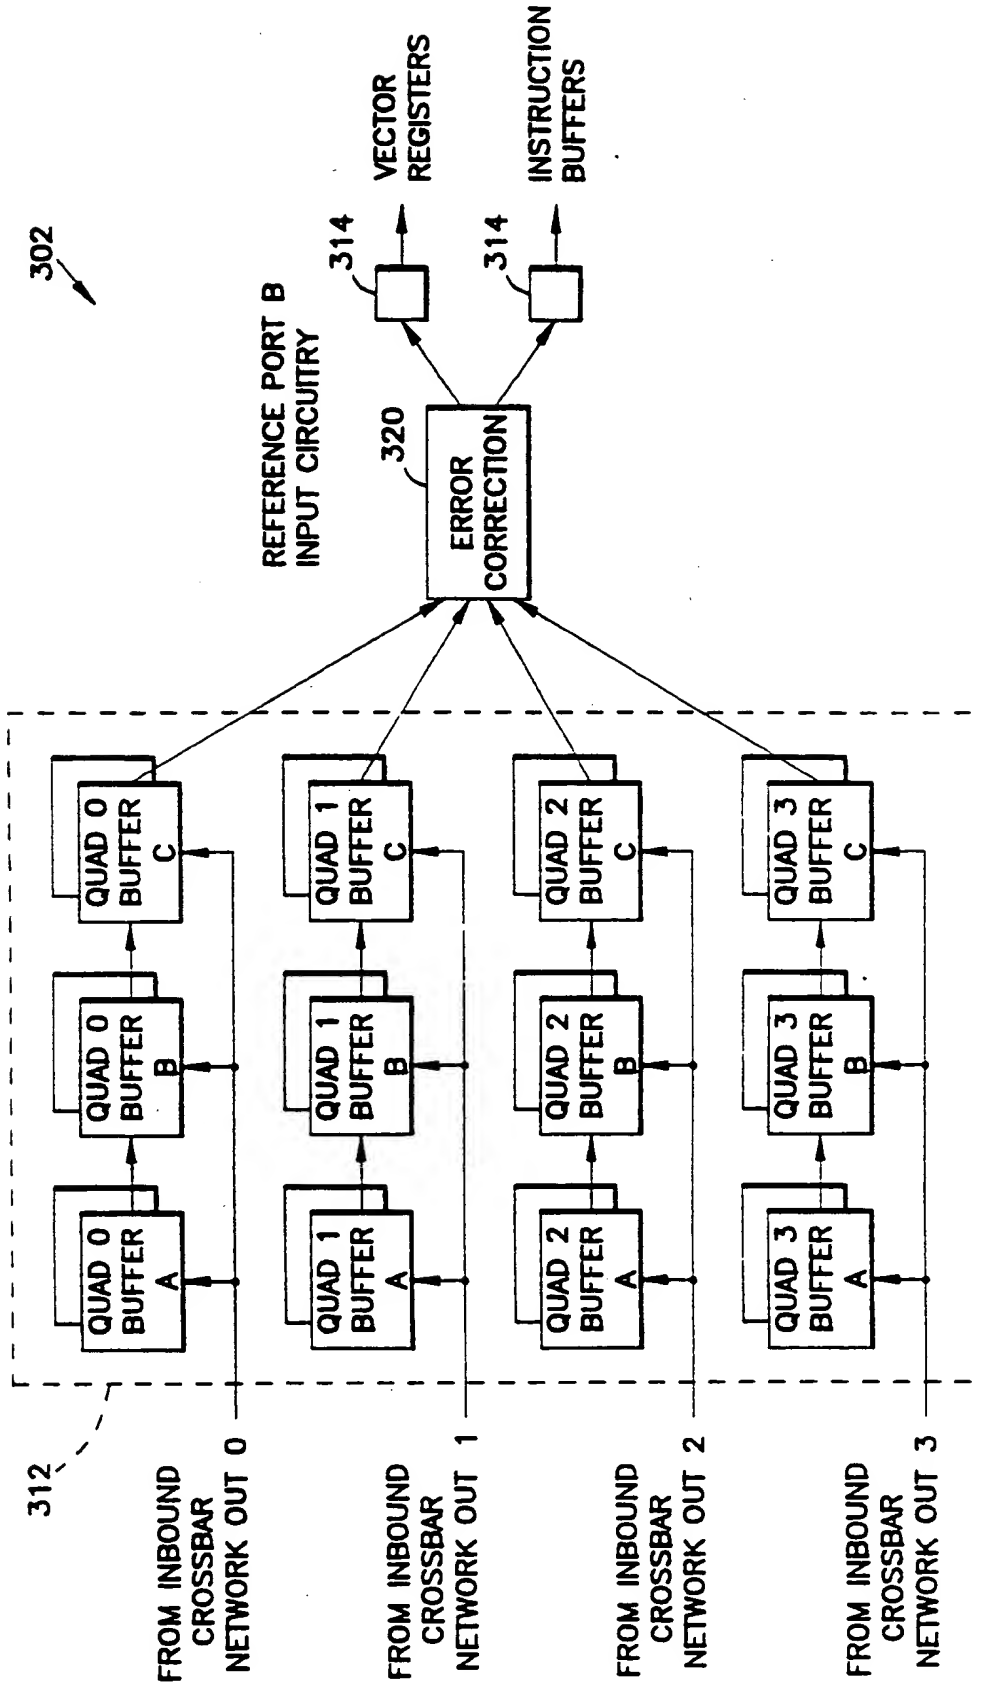 302
REFERENCE PORT B
INPUT CIRCUITRY
312
FROM INBOUND
CROSSBAR
NETWORK OUT 0
QUAD 0
BUFFER
A
QUAD 0
BUFFER
B
QUAD 0
BUFFER
C
FROM INBOUND
CROSSBAR
NETWORK OUT 1
QUAD 1
BUFFER
A
QUAD 1
BUFFER
B
QUAD 1
BUFFER
C
FROM INBOUND
CROSSBAR
NETWORK OUT 2
QUAD 2
BUFFER
A
QUAD 2
BUFFER
B
QUAD 2
BUFFER
C
FROM INBOUND
CROSSBAR
NETWORK OUT 3
QUAD 3
BUFFER
A
QUAD 3
BUFFER
B
QUAD 3
BUFFER
C
320
ERROR
CORRECTION
314
VECTOR
REGISTERS
314
INSTRUCTION
BUFFERS